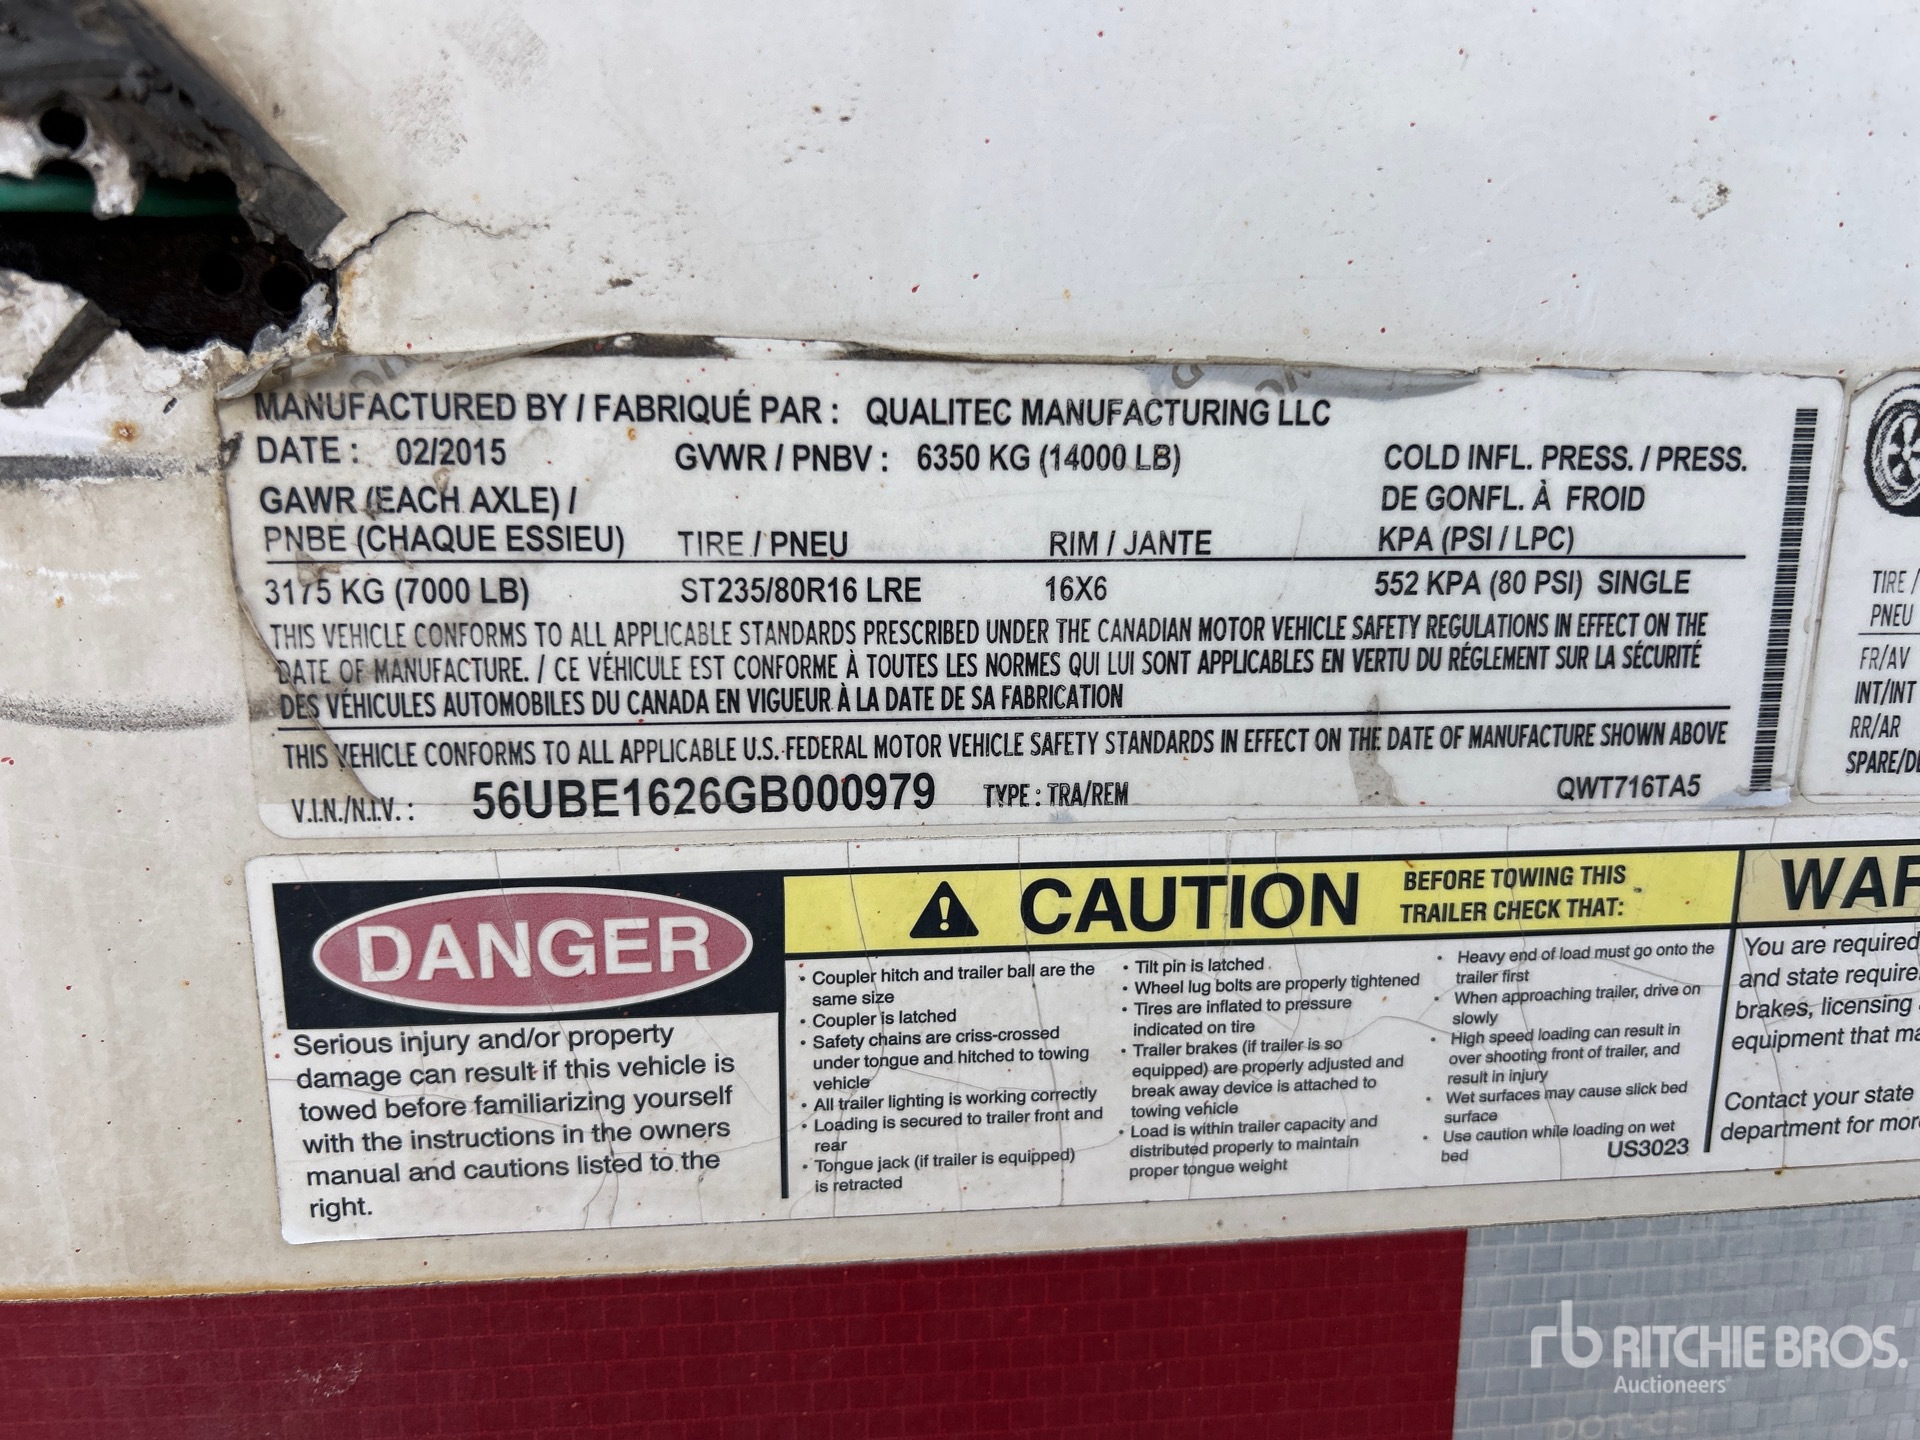 MANUFACTURED BY / FABRIQUÉ PAR : QUALITEC MANUFACTURING LLC
DATE : 02/2015 GVWR / PNBV : 6350 KG (14000 LB) COLD INFL. PRESS. / PRESS.
GAWR (EACH AXLE) / DE GONFL. À FROID
PNBE (CHAQUE ESSIEU) TIRE / PNEU RIM / JANTE KPA (PSI / LPC)
3175 KG (7000 LB) ST235/80R16 LRE 16X6 552 KPA (80 PSI) SINGLE
THIS VEHICLE CONFORMS TO ALL APPLICABLE STANDARDS PRESCRIBED UNDER THE CANADIAN MOTOR VEHICLE SAFETY REGULATIONS IN EFFECT ON THE
DATE OF MANUFACTURE. / CE VÉHICULE EST CONFORME À TOUTES LES NORMES QUI LUI SONT APPLICABLES EN VERTU DU RÉGLEMENT SUR LA SÉCURITÉ
DES VÉHICULES AUTOMOBILES DU CANADA EN VIGUEUR À LA DATE DE SA FABRICATION
THIS VEHICLE CONFORMS TO ALL APPLICABLE U.S. FEDERAL MOTOR VEHICLE SAFETY STANDARDS IN EFFECT ON THE DATE OF MANUFACTURE SHOWN ABOVE
V.I.N./N.I.V. : 56UBE1626GB000979 TYPE : TRA/REM QWT716TA5
TIRE /
PNEU
FR/AV
INT/INT
RR/AR
SPARE/
DANGER
Serious injury and/or property
damage can result if this vehicle is
towed before familiarizing yourself
with the instructions in the owners
manual and cautions listed to the
right.
CAUTION
BEFORE TOWING THIS
TRAILER CHECK THAT:
• Coupler hitch and trailer ball are the
same size
• Coupler is latched
• Safety chains are criss-crossed
under tongue and hitched to towing
vehicle
• All trailer lighting is working correctly
• Loading is secured to trailer front and
rear
• Tongue jack (if trailer is equipped)
is retracted
• Tilt pin is latched
• Wheel lug bolts are properly tightened
• Tires are inflated to pressure
indicated on tire
• Trailer brakes (if trailer is so
equipped) are properly adjusted and
break away device is attached to
towing vehicle
• Load is within trailer capacity and
distributed properly to maintain
proper tongue weight
• Heavy end of load must go onto the
trailer first
• When approaching trailer, drive on
slowly
• High speed loading can result in
over shooting front of trailer, and
result in injury
• Wet surfaces may cause slick bed
surface
• Use caution while loading on wet
bed
US3023
You are required
and state
brakes, licensing
equipment that
Contact your state
department for
rb RITCHIE BROS.
Auctioneers